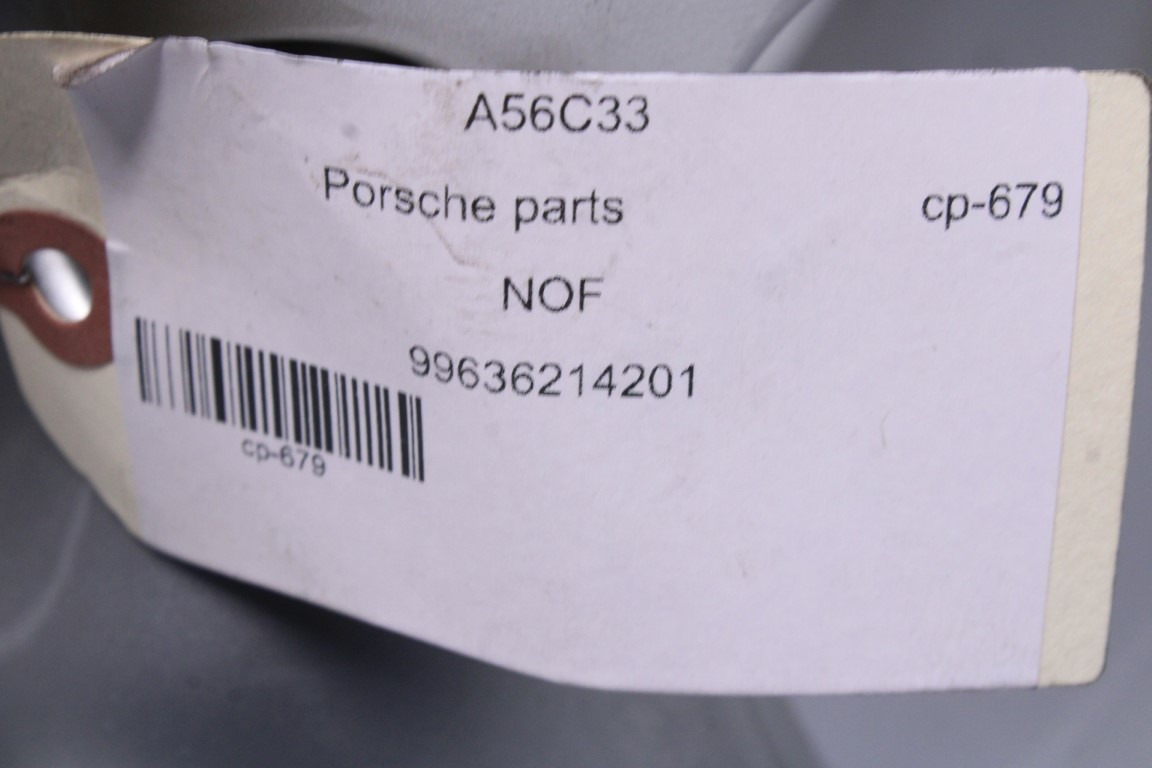 A56C33
Porsche parts cp-679
NOF
99636214201
cp-679